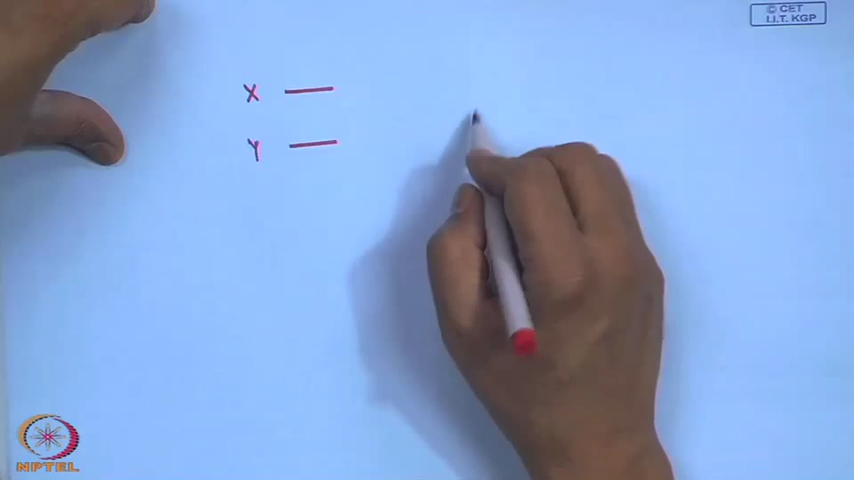 © CET
I.I.T. KGP
X —
Y —
NPTEL